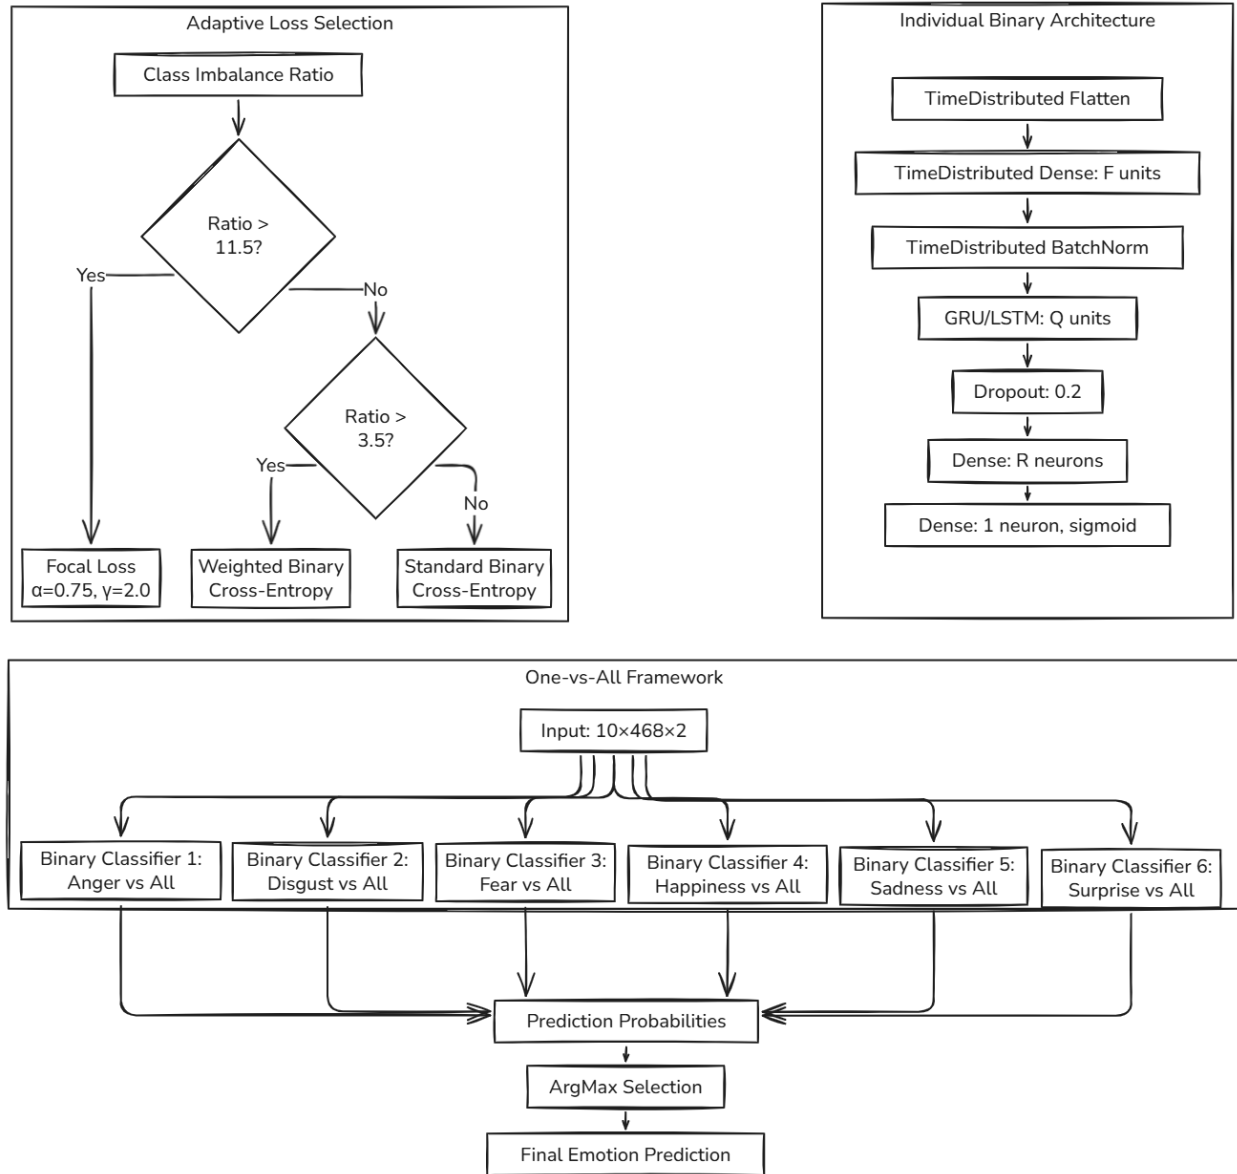 Adaptive Loss Selection
Class Imbalance Ratio
Ratio >
11.5?
Yes
No
Ratio >
3.5?
Yes
No
Focal Loss
α=0.75, γ=2.0
Weighted Binary
Cross-Entropy
Standard Binary
Cross-Entropy
Individual Binary Architecture
TimeDistributed Flatten
TimeDistributed Dense: F units
TimeDistributed BatchNorm
GRU/LSTM: Q units
Dropout: 0.2
Dense: R neurons
Dense: 1 neuron, sigmoid
One-vs-All Framework
Input: 10×468×2
Binary Classifier 1:
Anger vs All
Binary Classifier 2:
Disgust vs All
Binary Classifier 3:
Fear vs All
Binary Classifier 4:
Happiness vs All
Binary Classifier 5:
Sadness vs All
Binary Classifier 6:
Surprise vs All
Prediction Probabilities
ArgMax Selection
Final Emotion Prediction